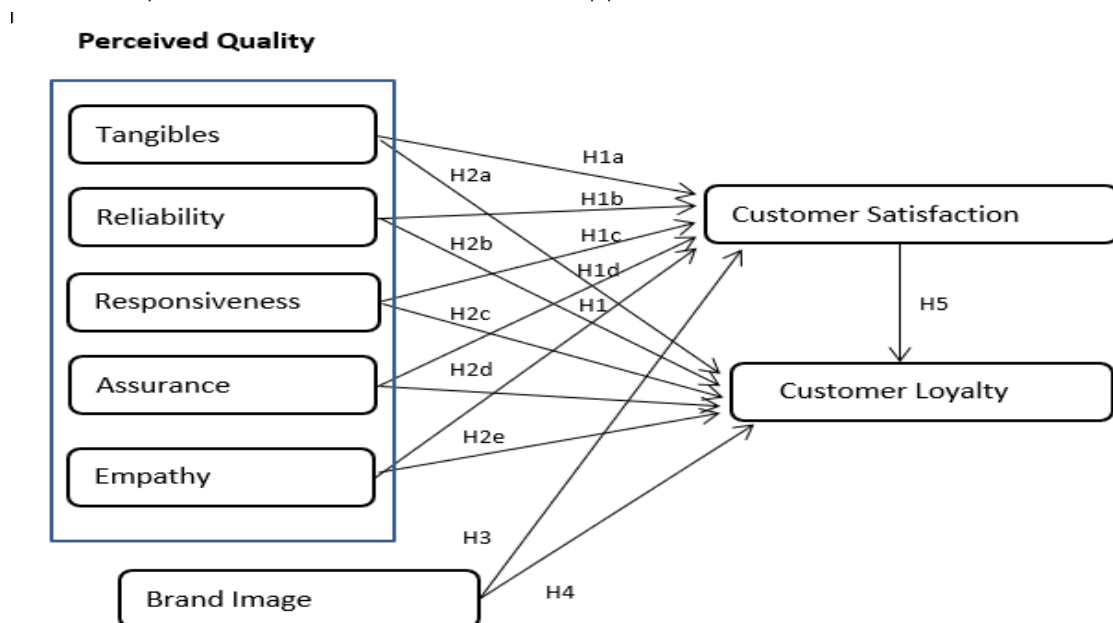 Perceived Quality
Tangibles
H1a
H2a
Reliability
H1b
Customer Satisfaction
H2b
H1c
H1d
Responsiveness
H1
H2c
H5
Assurance
H2d
Customer Loyalty
H2e
Empathy
H3
Brand Image
H4